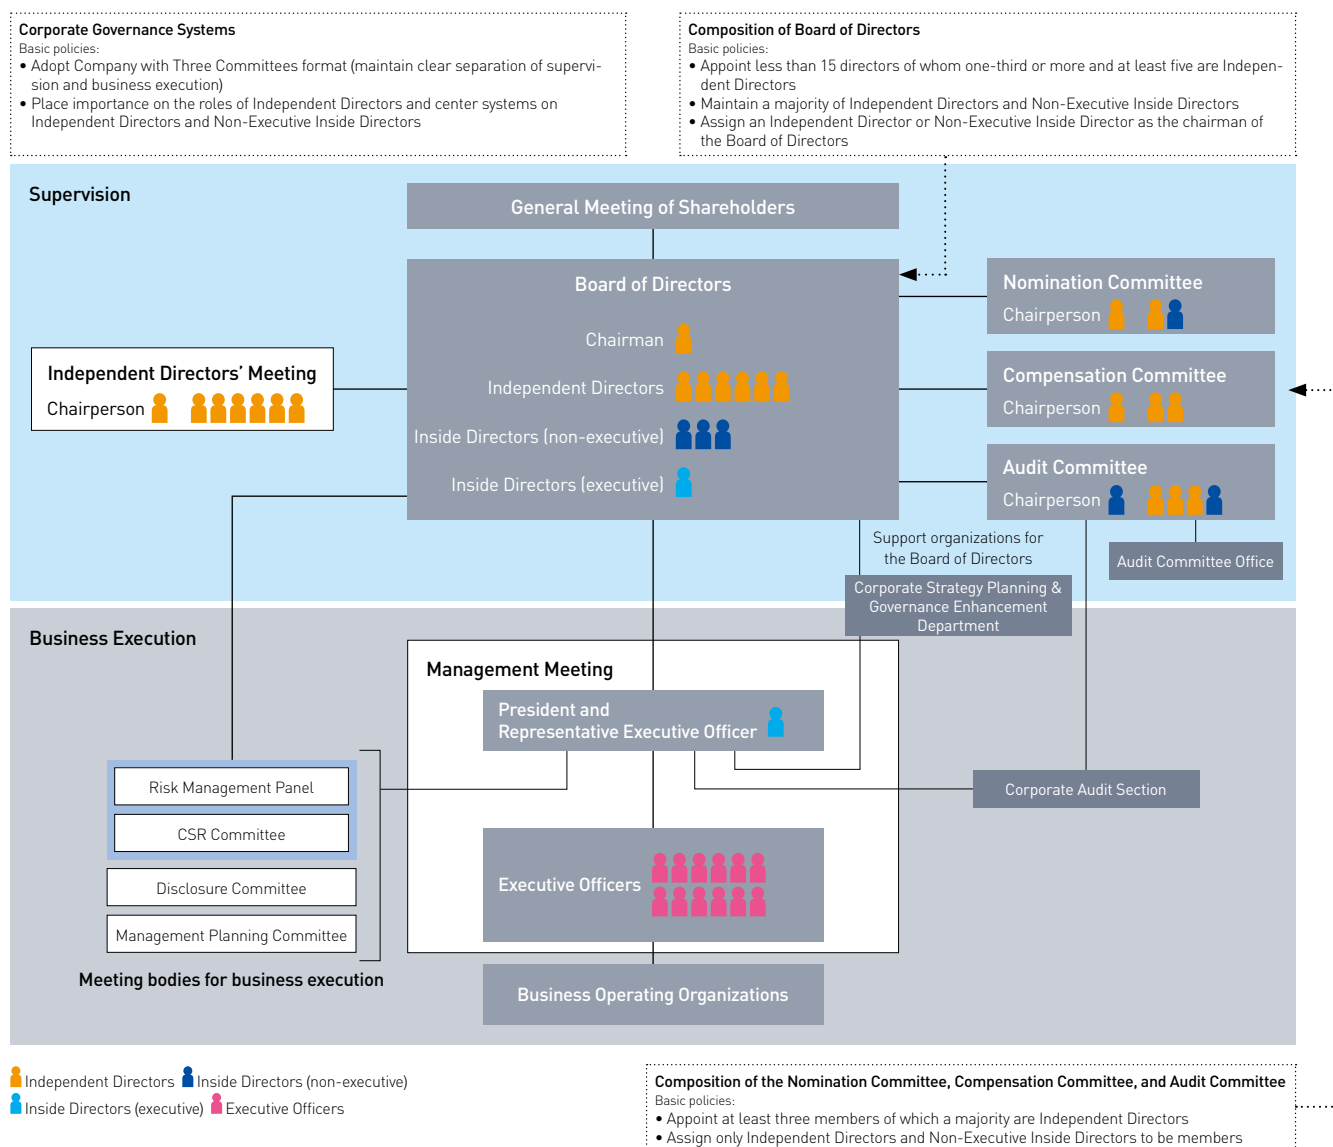 Corporate Governance Systems
Basic policies:
• Adopt Company with Three Committees format (maintain clear separation of supervi-
sion and business execution)
• Place importance on the roles of Independent Directors and center systems on
Independent Directors and Non-Executive Inside Directors
Composition of Board of Directors
Basic policies:
• Appoint less than 15 directors of whom one-third or more and at least five are Indepen-
dent Directors
• Maintain a majority of Independent Directors and Non-Executive Inside Directors
• Assign an Independent Director or Non-Executive Inside Director as the chairman of
the Board of Directors
Supervision
General Meeting of Shareholders
Board of Directors
Chairman
Independent Directors
Inside Directors (non-executive)
Inside Directors (executive)
Independent Directors' Meeting
Chairperson
Nomination Committee
Chairperson
Compensation Committee
Chairperson
Audit Committee
Chairperson
Support organizations for
the Board of Directors
Audit Committee Office
Corporate Strategy Planning &
Governance Enhancement
Department
Business Execution
Management Meeting
President and
Representative Executive Officer
Risk Management Panel
CSR Committee
Disclosure Committee
Management Planning Committee
Meeting bodies for business execution
Corporate Audit Section
Executive Officers
Business Operating Organizations
Independent Directors Inside Directors (non-executive)
Inside Directors (executive) Executive Officers
Composition of the Nomination Committee, Compensation Committee, and Audit Committee
Basic policies:
• Appoint at least three members of which a majority are Independent Directors
• Assign only Independent Directors and Non-Executive Inside Directors to be members